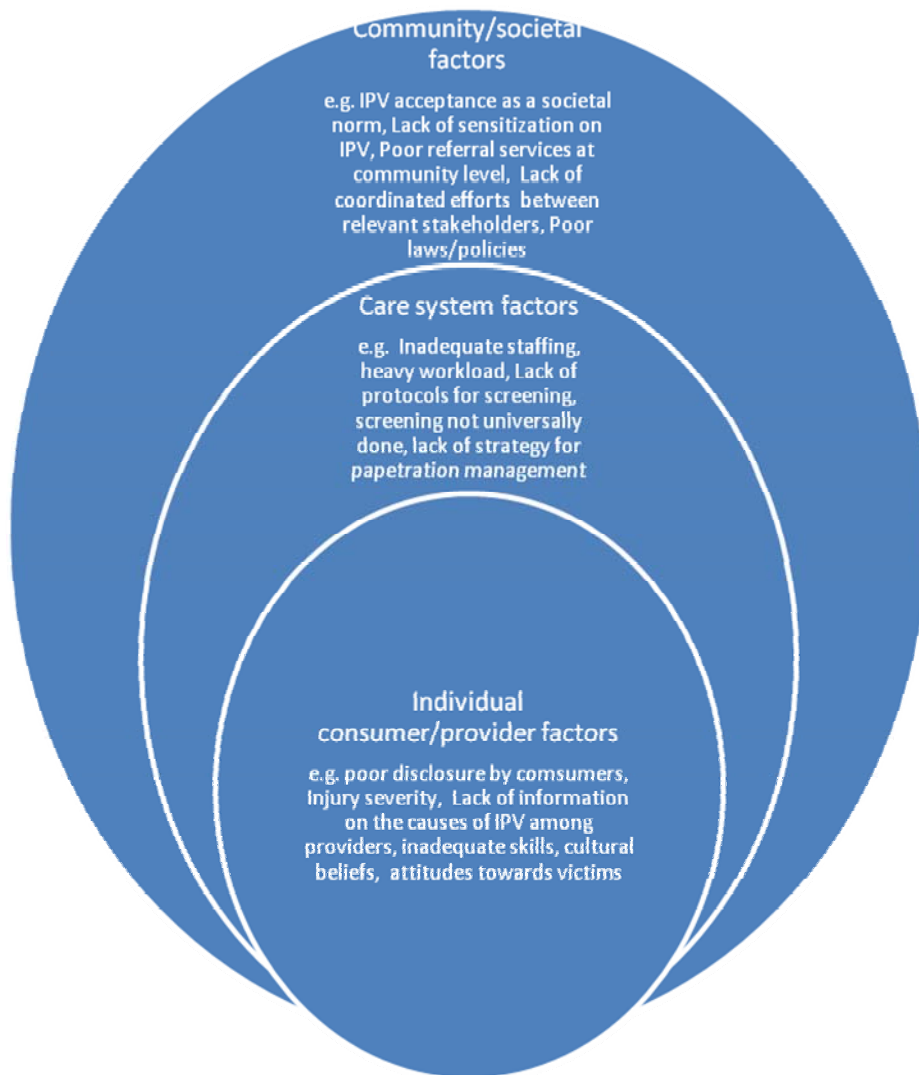 Community/societal
factors
e.g. IPV acceptance as a societal
norm, Lack of sensitization on
IPV, Poor referral services at
community level, Lack of
coordinated efforts between
relevant stakeholders, Poor
laws/policies
Care system factors
e.g. Inadequate staffing,
heavy workload, Lack of
protocols for screening,
screening not universally
done, lack of strategy for
papetration management
Individual
consumer/provider factors
e.g. poor disclosure by comsumers,
Injury severity, Lack of information
on the causes of IPV among
providers, inadequate skills, cultural
beliefs, attitudes towards victims